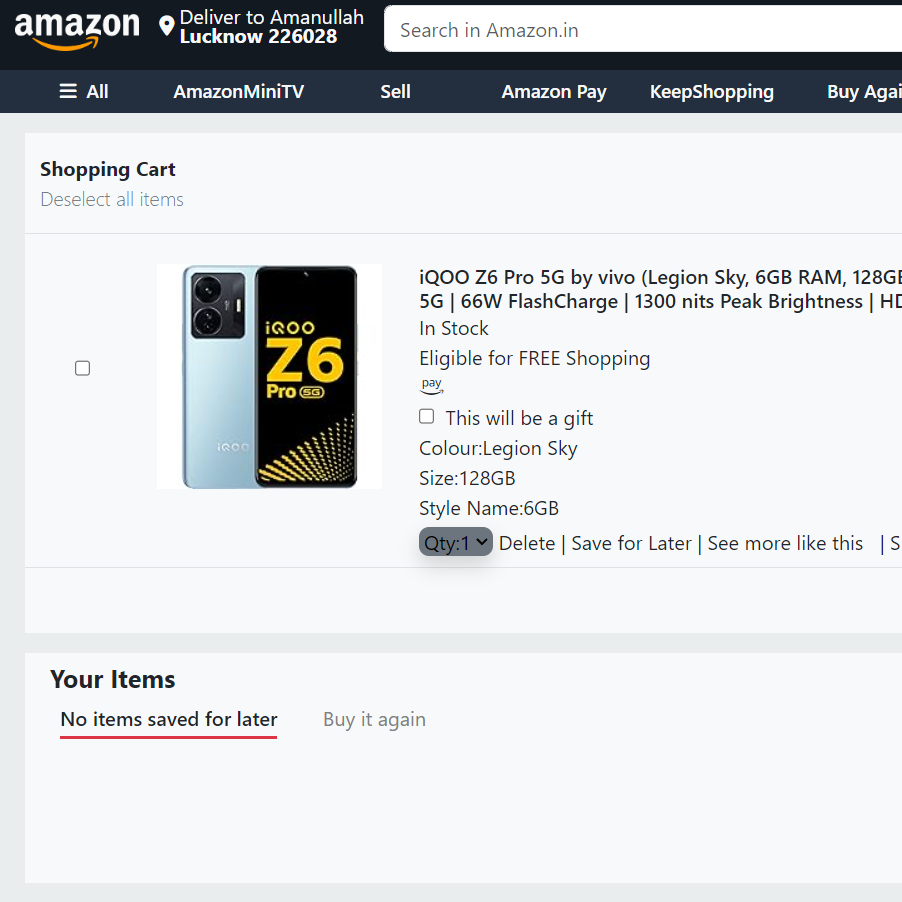 amazon
Deliver to Amanullah
Lucknow 226028
Search in Amazon.in
All
AmazonMiniTV
Sell
Amazon Pay
KeepShopping
Buy Agai
Shopping Cart
Deselect all items
iQOO
Z6
Pro 5G
iQOO
iQOO Z6 Pro 5G by vivo (Legion Sky, 6GB RAM, 128GB
5G | 66W FlashCharge | 1300 nits Peak Brightness | HD
In Stock
Eligible for FREE Shopping
pay
This will be a gift
Colour:Legion Sky
Size:128GB
Style Name:6GB
Qty:1 Delete | Save for Later | See more like this | S
Your Items
No items saved for later
Buy it again